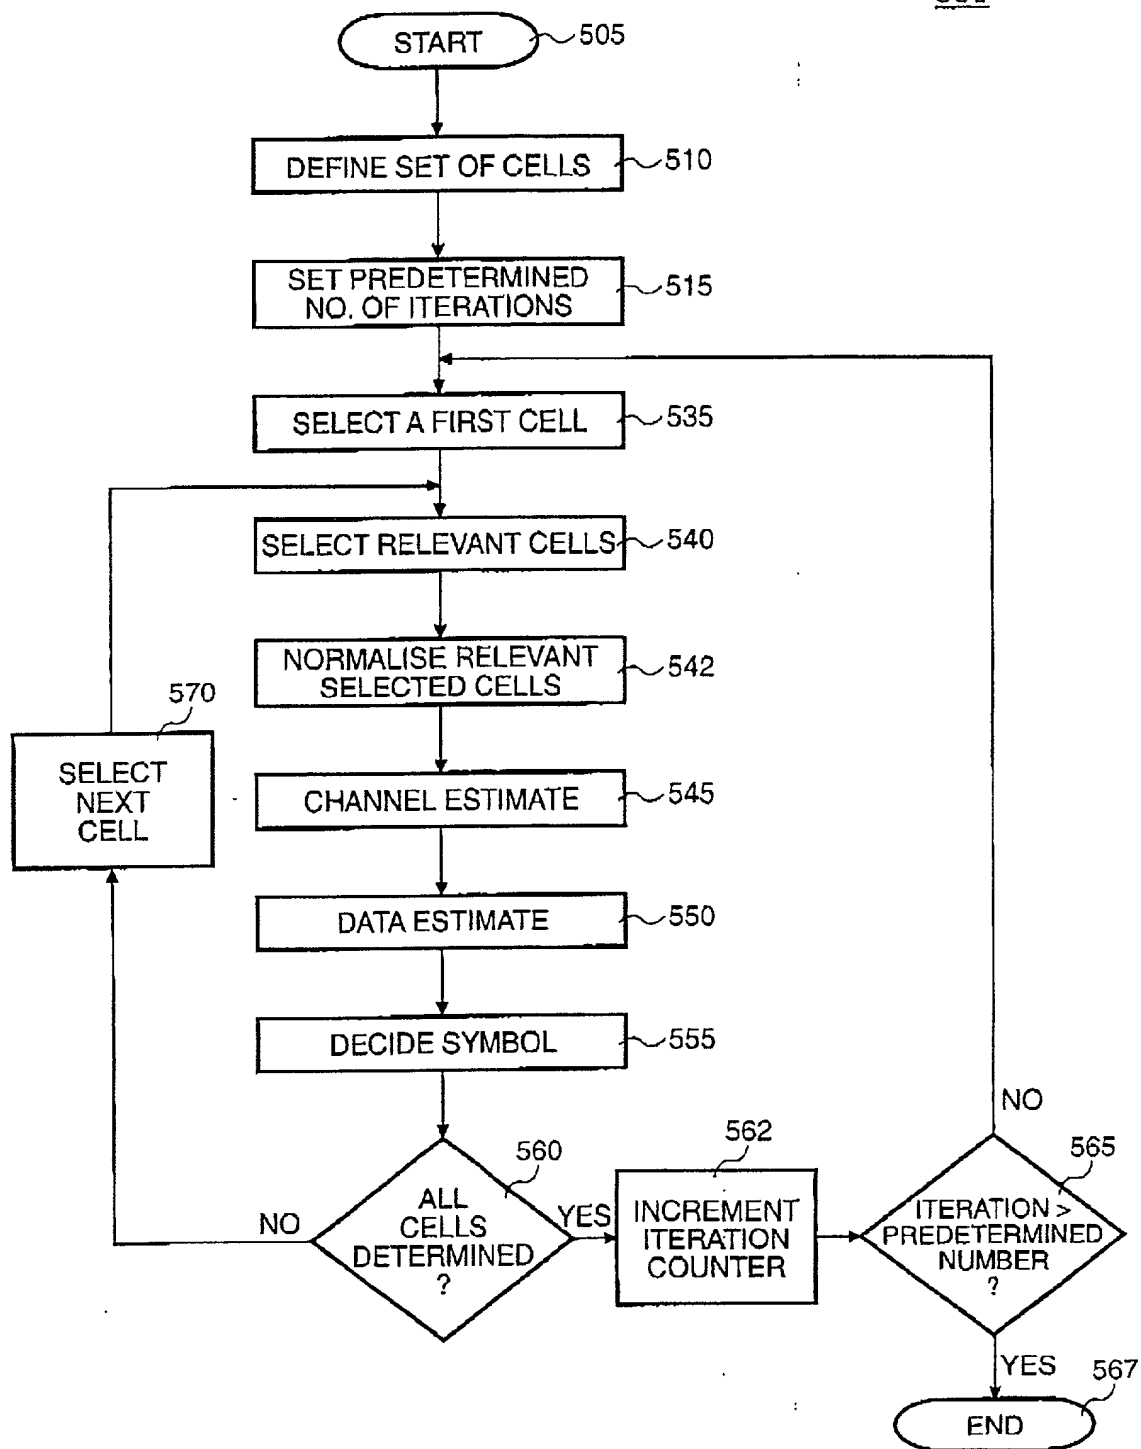 START
505
DEFINE SET OF CELLS
510
SET PREDETERMINED
NO. OF ITERATIONS
515
SELECT A FIRST CELL
535
SELECT RELEVANT CELLS
540
NORMALISE RELEVANT
SELECTED CELLS
542
570
SELECT
NEXT
CELL
CHANNEL ESTIMATE
545
DATA ESTIMATE
550
DECIDE SYMBOL
555
NO
ALL
CELLS
DETERMINED
?
560
YES
562
INCREMENT
ITERATION
COUNTER
NO
565
ITERATION >
PREDETERMINED
NUMBER
?
YES
567
END